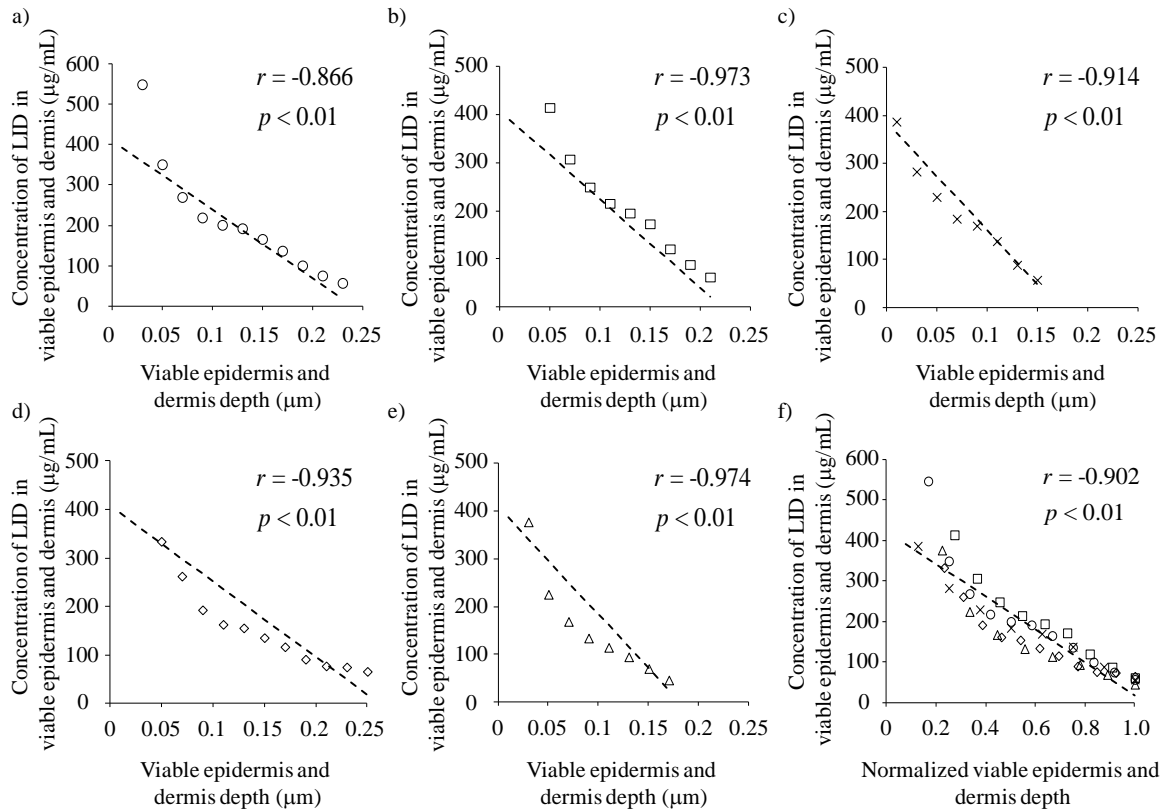 a)
Concentration of LID in
viable epidermis and dermis (μg/mL)
600
500
400
300
200
100
0
r = -0.866
p < 0.01
0
0.05
0.1
0.15
0.2
0.25
Viable epidermis and
dermis depth (μm)
b)
Concentration of LID in
viable epidermis and dermis (μg/mL)
500
400
300
200
100
0
r = -0.973
p < 0.01
0
0.05
0.1
0.15
0.2
0.25
Viable epidermis and
dermis depth (μm)
c)
Concentration of LID in
viable epidermis and dermis (μg/mL)
500
400
300
200
100
0
r = -0.914
p < 0.01
0
0.05
0.1
0.15
0.2
0.25
Viable epidermis and
dermis depth (μm)
d)
Concentration of LID in
viable epidermis and dermis (μg/mL)
500
400
300
200
100
0
r = -0.935
p < 0.01
0
0.05
0.1
0.15
0.2
0.25
Viable epidermis and
dermis depth (μm)
e)
Concentration of LID in
viable epidermis and dermis (μg/mL)
500
400
300
200
100
0
r = -0.974
p < 0.01
0
0.05
0.1
0.15
0.2
0.25
Viable epidermis and
dermis depth (μm)
f)
Concentration of LID in
viable epidermis and dermis (μg/mL)
600
500
400
300
200
100
0
r = -0.902
p < 0.01
0.2
0.4
0.6
0.8
1.0
Normalized viable epidermis and
dermis depth